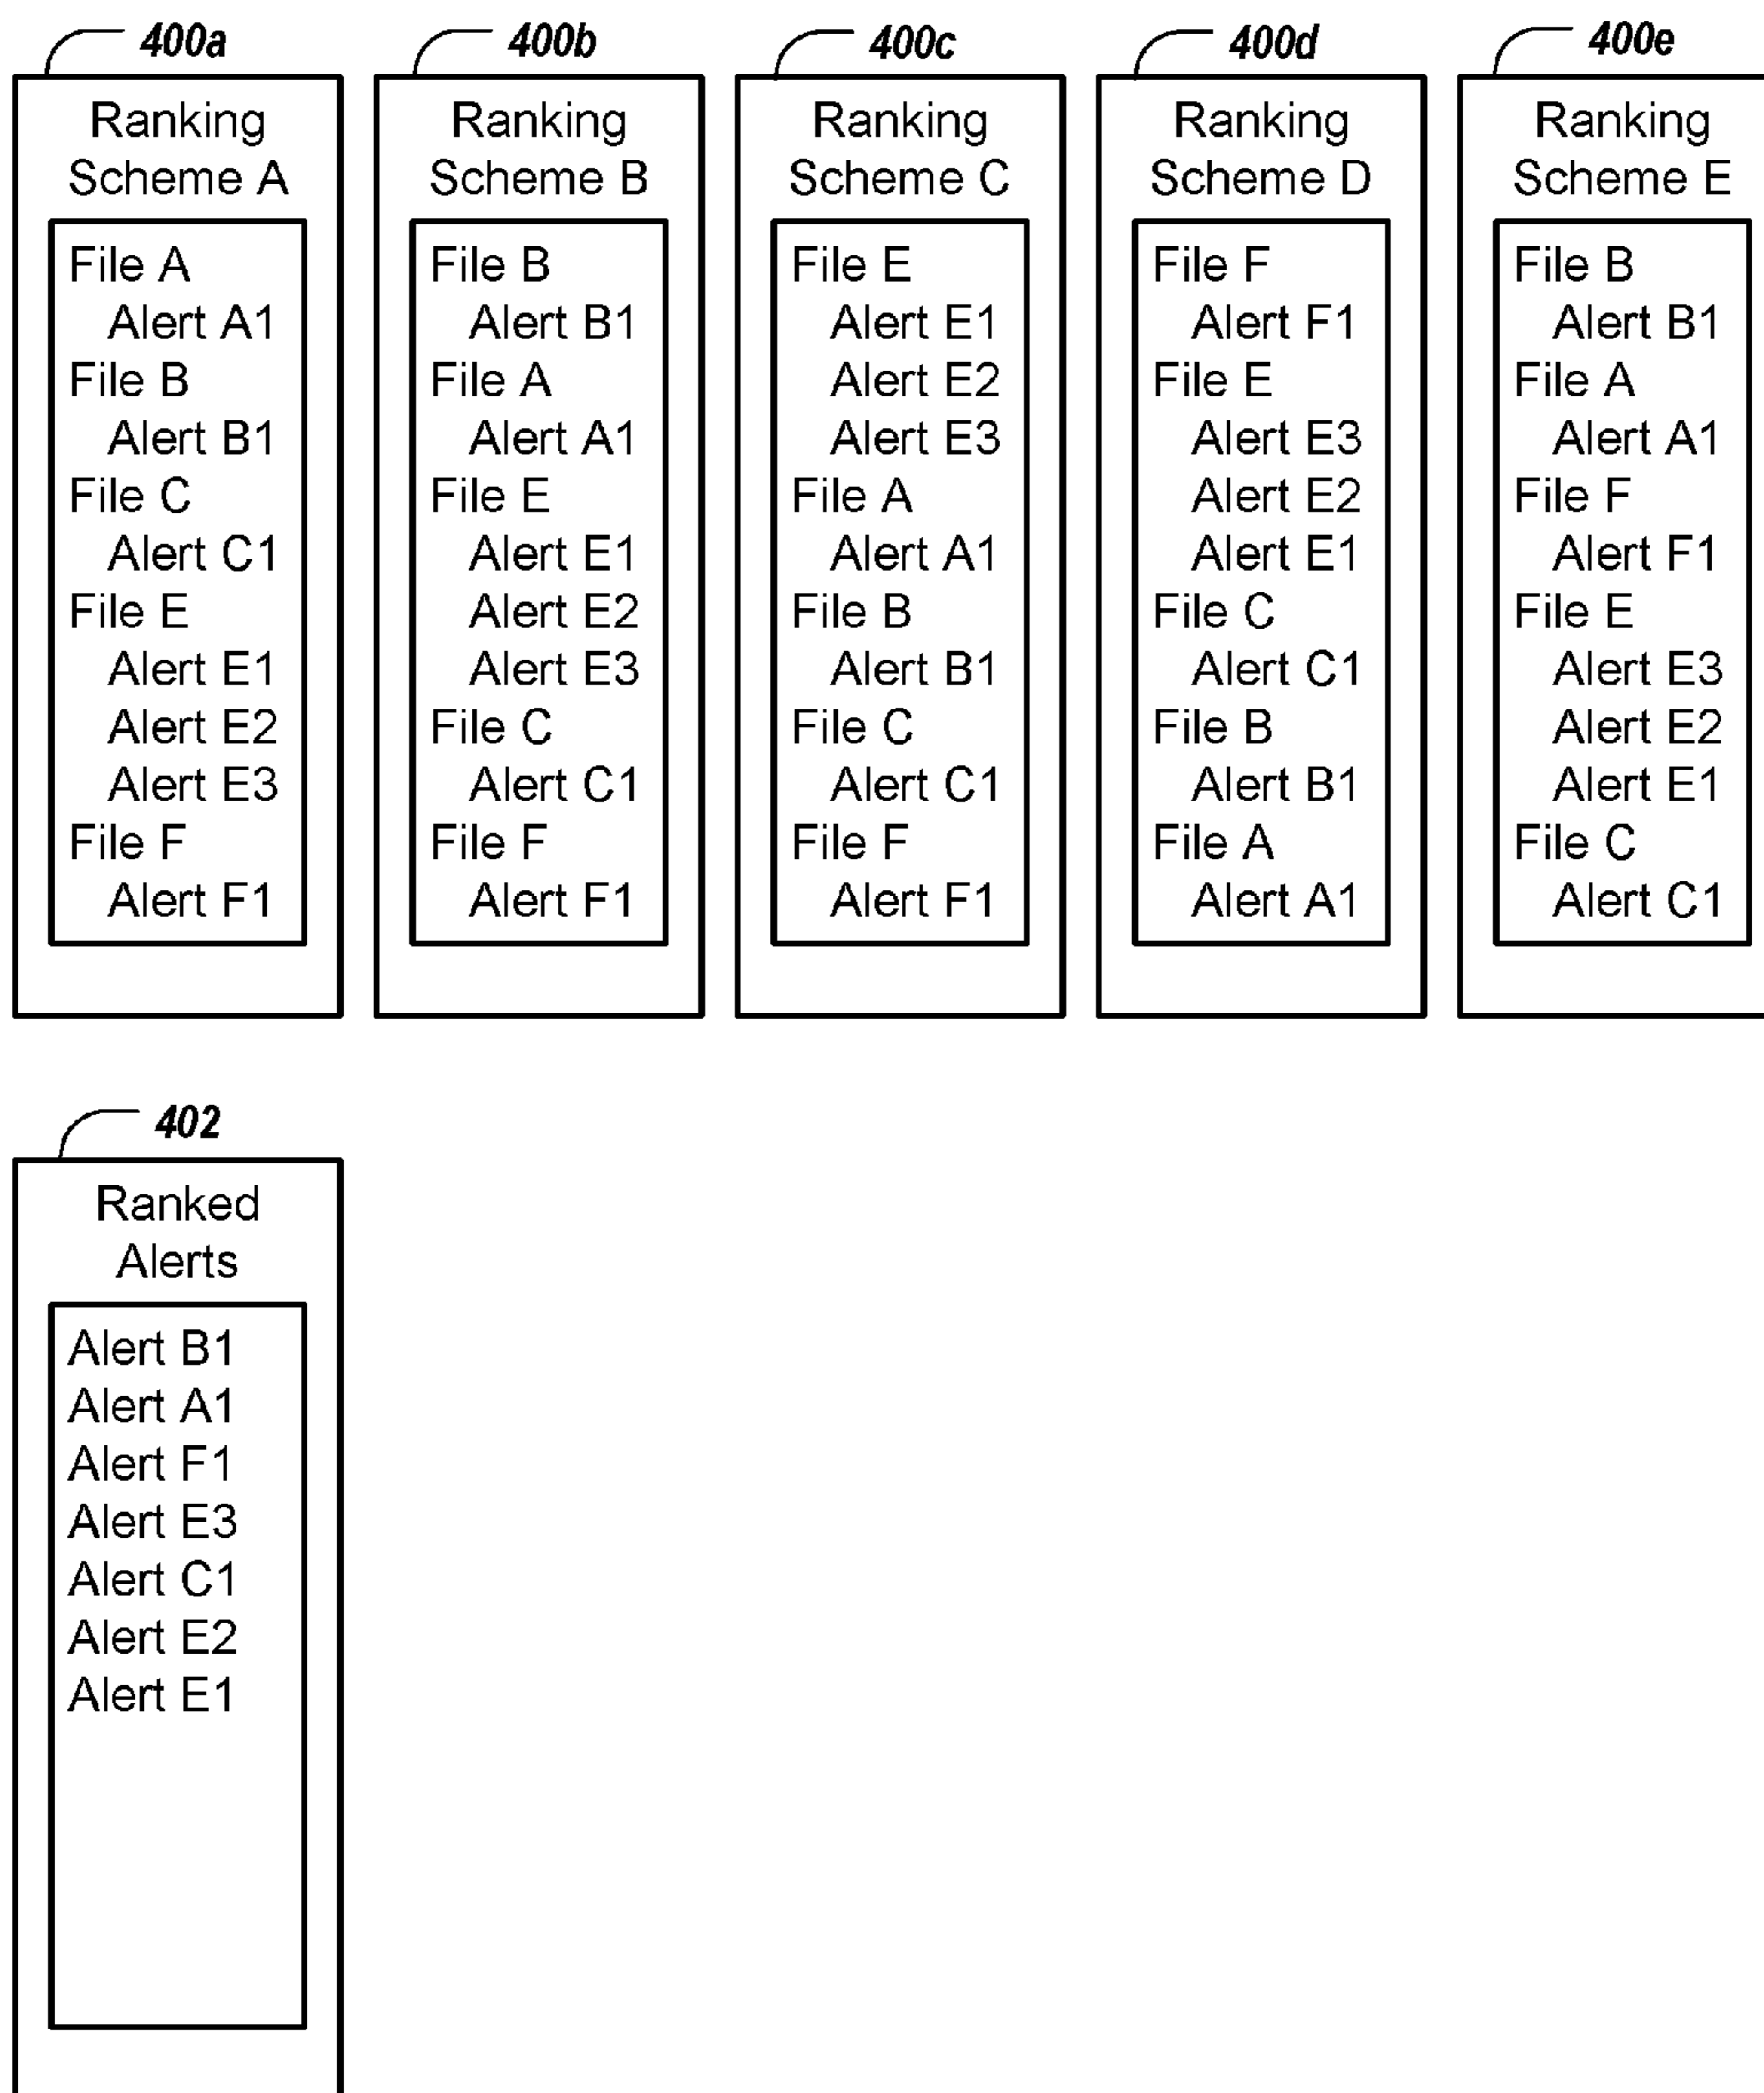 400a
Ranking
Scheme A
File A
Alert A1
File B
Alert B1
File C
Alert C1
File E
Alert E1
Alert E2
Alert E3
File F
Alert F1
400b
Ranking
Scheme B
File B
Alert B1
File A
Alert A1
File E
Alert E1
Alert E2
Alert E3
File C
Alert C1
File F
Alert F1
400c
Ranking
Scheme C
File E
Alert E1
Alert E2
Alert E3
File A
Alert A1
File B
Alert B1
File C
Alert C1
File F
Alert F1
400d
Ranking
Scheme D
File F
Alert F1
File E
Alert E3
Alert E2
Alert E1
File C
Alert C1
File B
Alert B1
File A
Alert A1
400e
Ranking
Scheme E
File B
Alert B1
File A
Alert A1
File F
Alert F1
File E
Alert E3
Alert E2
Alert E1
File C
Alert C1
402
Ranked
Alerts
Alert B1
Alert A1
Alert F1
Alert E3
Alert C1
Alert E2
Alert E1